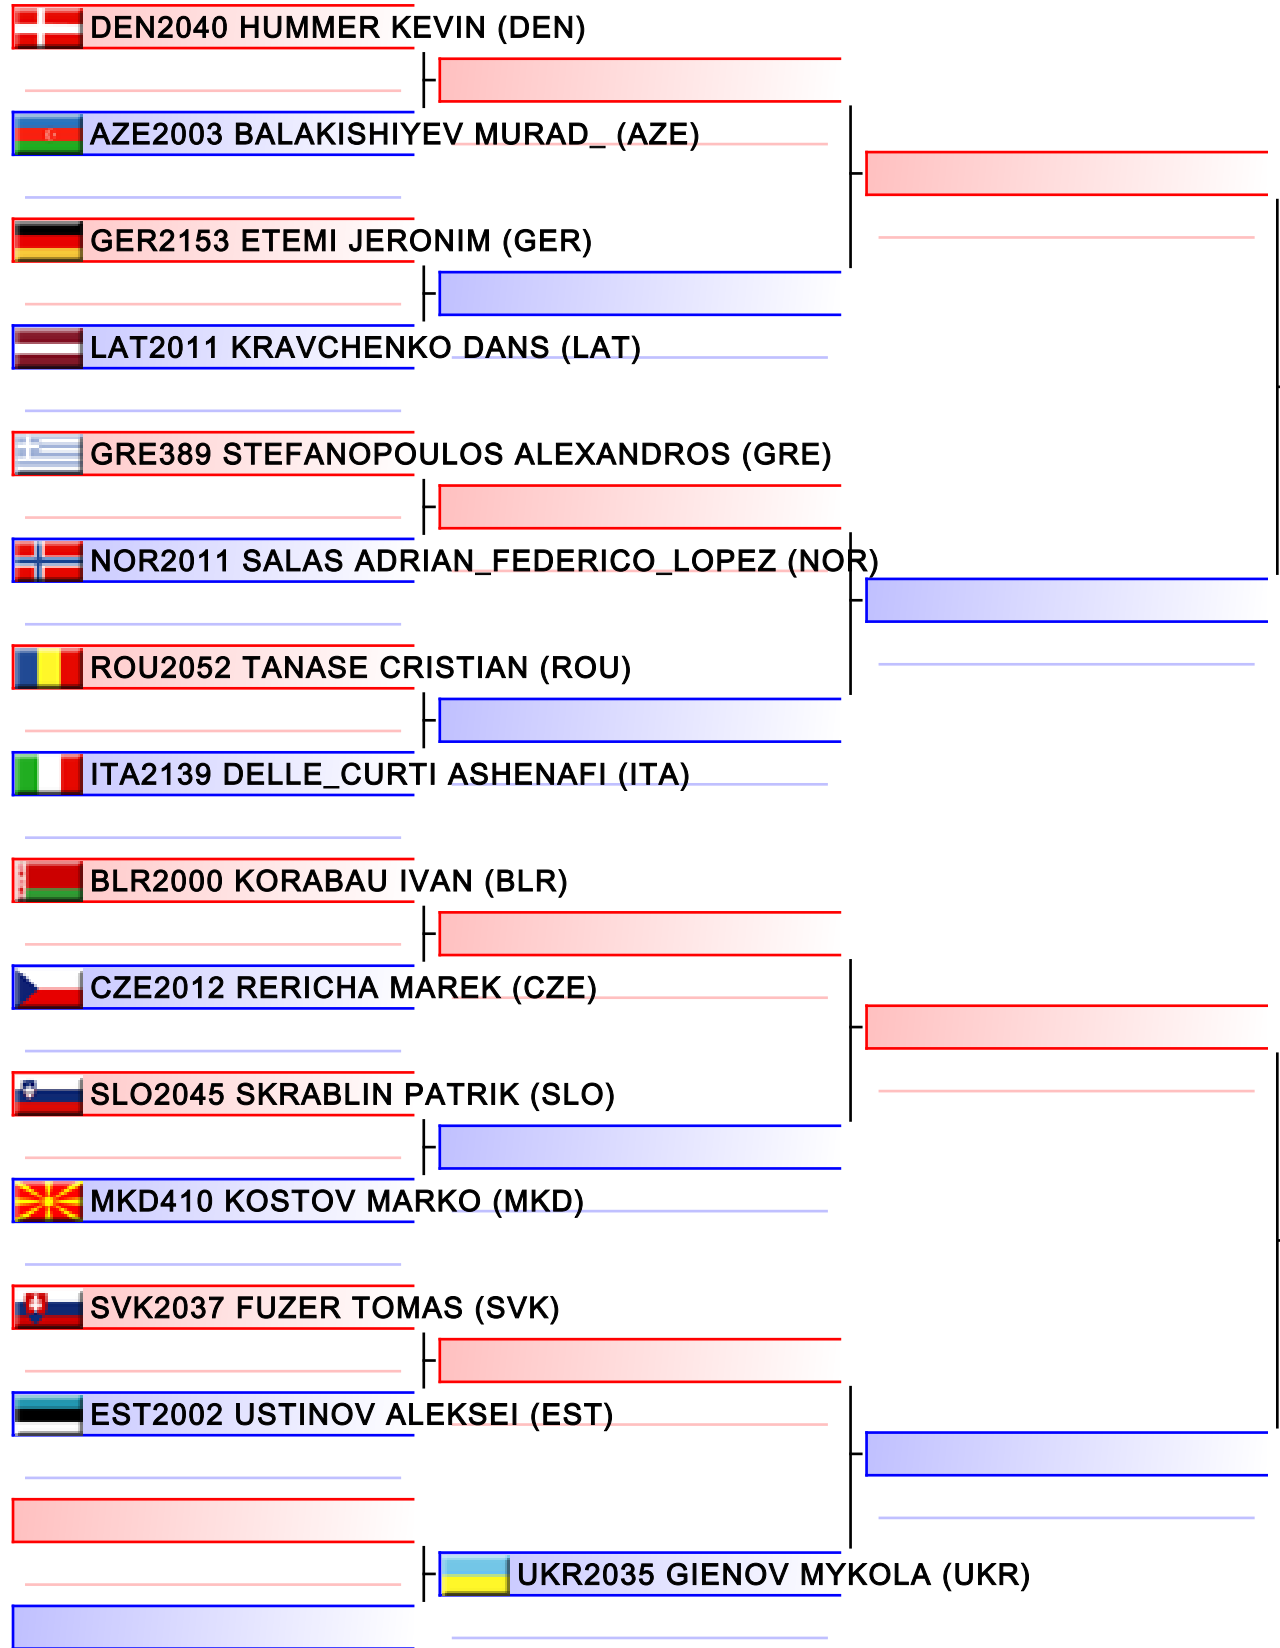 DEN2040 HUMMER KEVIN (DEN)
AZE2003 BALAKISHIYEV MURAD_ (AZE)
GER2153 ETEMI JERONIM (GER)
LAT2011 KRAVCHENKO DANS (LAT)
GRE389 STEFANOPOULOS ALEXANDROS (GRE)
NOR2011 SALAS ADRIAN_FEDERICO_LOPEZ (NOR)
ROU2052 TANASE CRISTIAN (ROU)
ITA2139 DELLE_CURTI ASHENAFI (ITA)
BLR2000 KORABAU IVAN (BLR)
CZE2012 RERICHA MAREK (CZE)
SLO2045 SKRABLIN PATRIK (SLO)
MKD410 KOSTOV MARKO (MKD)
SVK2037 FUZER TOMAS (SVK)
EST2002 USTINOV ALEKSEI (EST)
UKR2035 GIENOV MYKOLA (UKR)